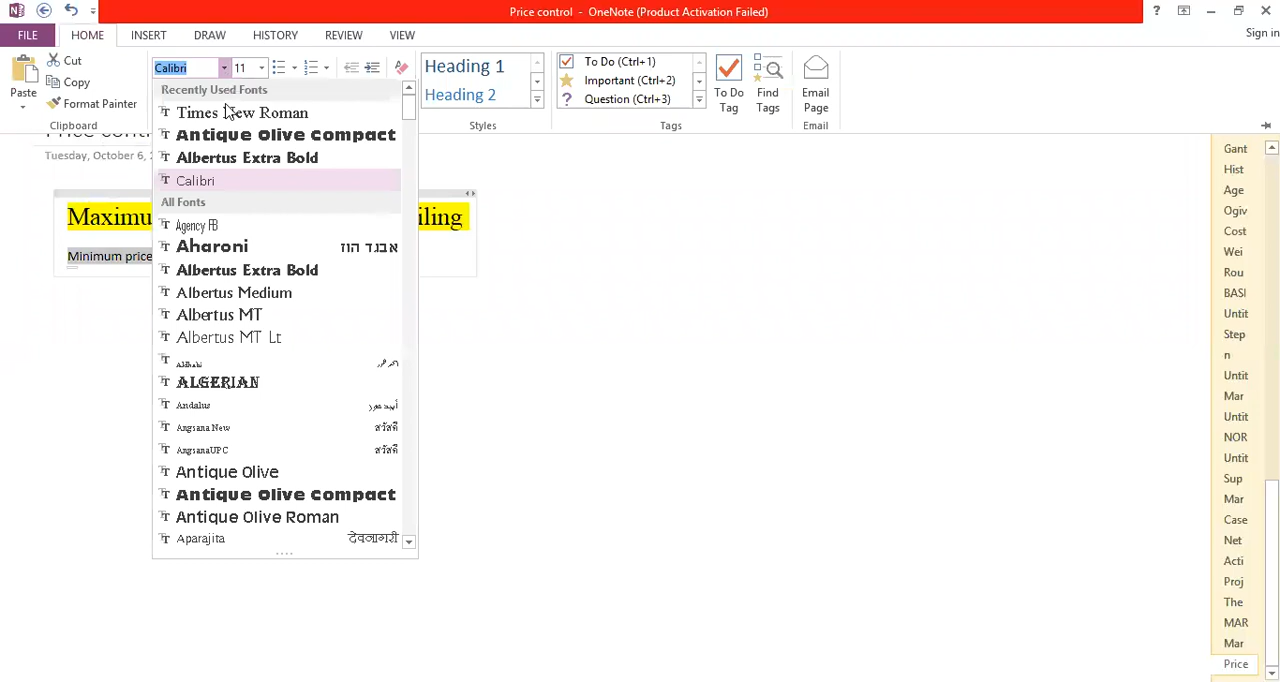 Price control - OneNote (Product Activation Failed)
?
FILE HOME INSERT DRAW HISTORY REVIEW VIEW
Sign in
Paste
Cut
Copy
Format Painter
Clipboard
Calibri 11
Heading 1
Heading 2
Styles
To Do (Ctrl+1)
Important (Ctrl+2)
? Question (Ctrl+3)
Tags
To Do
Tag
Find
Tags
Email
Page
Email
Recently Used Fonts
Times New Roman
Antique Olive Compact
Albertus Extra Bold
Calibri
All Fonts
Agency FB
Aharoni אבגד הוז
Albertus Extra Bold
Albertus Medium
Albertus MT
Albertus MT Lt
ALGERIAN
Andalus أبجد هوز
Angsana New สวัสดี
AngsanaUPC สวัสดี
Antique Olive
Antique Olive Compact
Antique Olive Roman
Aparajita देवनागरी
Price
Tuesday, October 6,
Maximu iling
Minimum price
Gant
Hist
Age
Ogiv
Cost
Wei
Rou
BASI
Untit
Step
n
Untit
Mar
Untit
NOR
Untit
Sup
Mar
Case
Net
Acti
Proj
The
MAR
Mar
Price